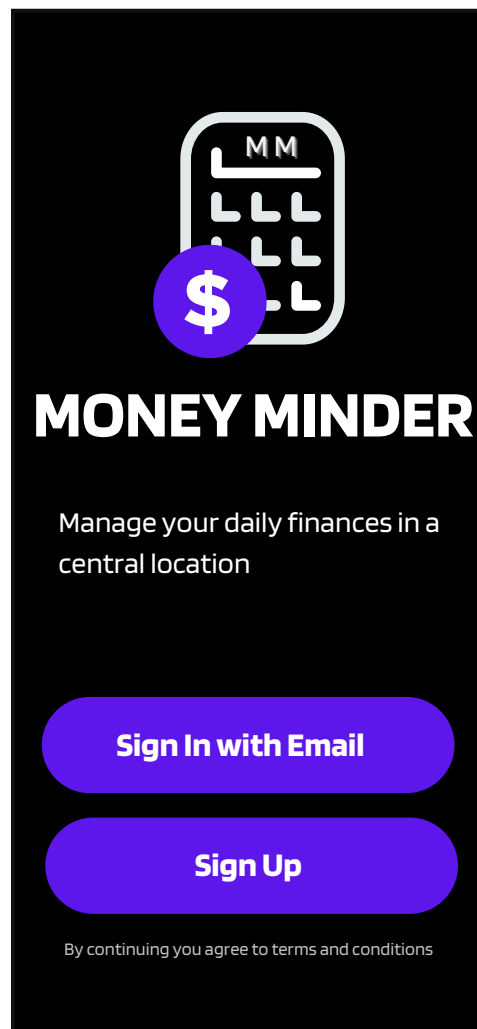 MM
$
MONEY MINDER
Manage your daily finances in a
central location
Sign In with Email
Sign Up
By continuing you agree to terms and conditions